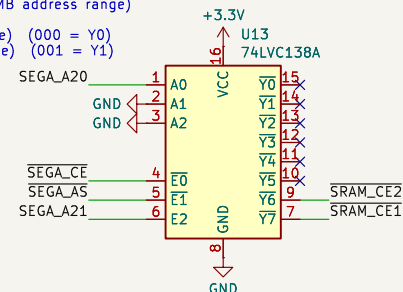 MB address range)
e) (000 = Y0)
e) (001 = Y1)
+3.3V
U13
74LVC138A
16
VCC
SEGA_A20 1 A0 Y0 15
GND 2 A1 Y1 14
GND 3 A2 Y2 13
Y3 12
Y4 11
SEGA_CE 4 E0 Y5 10
SEGA_AS 5 E1 Y6 9 SRAM_CE2
SEGA_A21 6 E2 Y7 7 SRAM_CE1
GND
8
GND